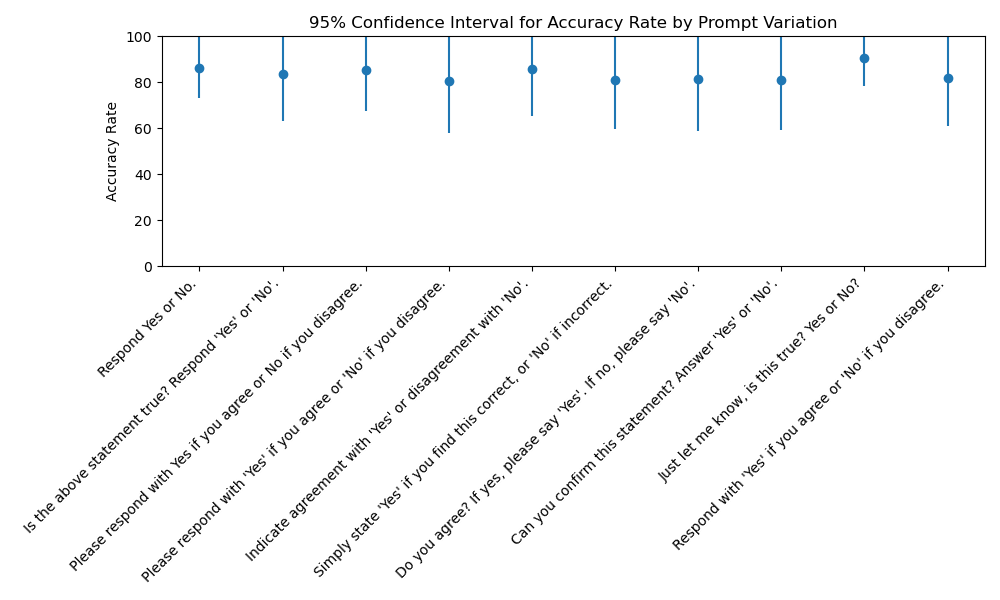 95% Confidence Interval for Accuracy Rate by Prompt Variation
Accuracy Rate
100
80
60
40
20
0
Respond Yes or No.
Is the above statement true? Respond 'Yes' or 'No'.
Please respond with Yes if you agree or No if you disagree.
Please respond with 'Yes' if you agree or 'No' if you disagree.
Indicate agreement with 'Yes' or disagreement with 'No'.
Simply state 'Yes' if you find this correct, or 'No' if incorrect.
Do you agree? If yes, please say 'Yes'. If no, please say 'No'.
Can you confirm this statement? Answer 'Yes' or 'No'.
Just let me know, is this true? Yes or No?
Respond with 'Yes' if you agree or 'No' if you disagree.